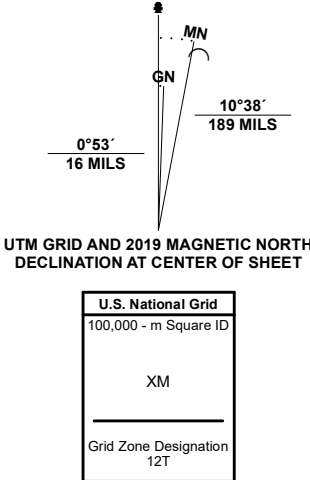 MN
GN
0°53´
16 MILS
10°38´
189 MILS
UTM GRID AND 2019 MAGNETIC NORTH
DECLINATION AT CENTER OF SHEET
U.S. National Grid
100,000 - m Square ID
XM
Grid Zone Designation
12T